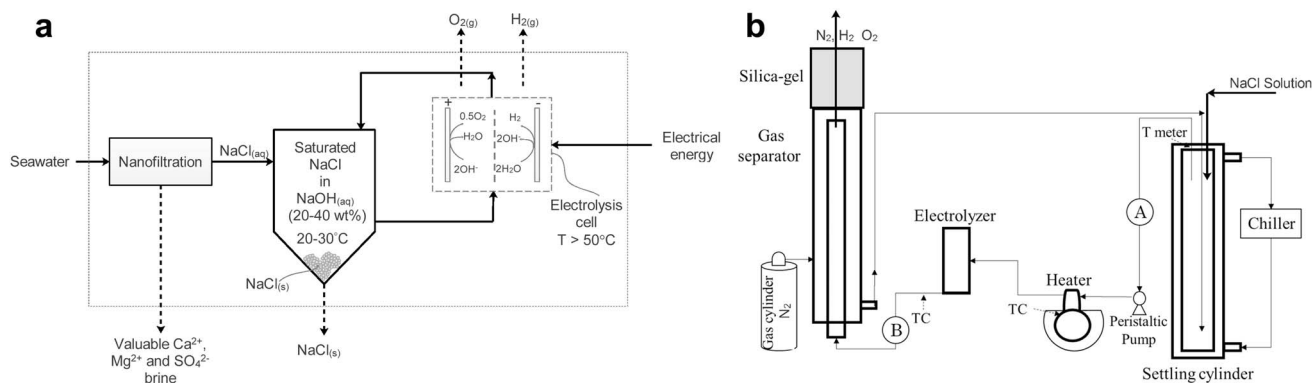 a
O₂(g)
H₂(g)
Seawater
Nanofiltration
NaCl(aq)
Saturated
NaCl
in
NaOH(aq)
(20-40 wt%)
20-30°C
NaCl(s)
NaCl(s)
Valuable Ca²⁺,
Mg²⁺ and SO₄²⁻
brine
+
-
0.5O₂
H₂
H₂O
2OH⁻
2OH⁻
2H₂O
Electrical
energy
Electrolysis
cell
T > 50°C
b
N₂, H₂ O₂
Silica-gel
Gas
separator
Gas cylinder
N₂
B
TC
Electrolyzer
Heater
TC
Peristaltic
Pump
A
T meter
NaCl Solution
Chiller
Settling cylinder